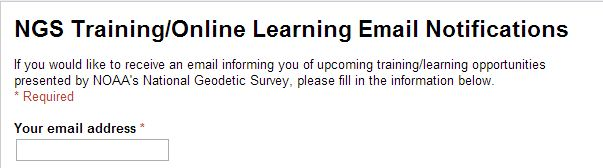 NGS Training/Online Learning Email Notifications
If you would like to receive an email informing you of upcoming training/learning opportunities
presented by NOAA's National Geodetic Survey, please fill in the information below.
* Required
Your email address *